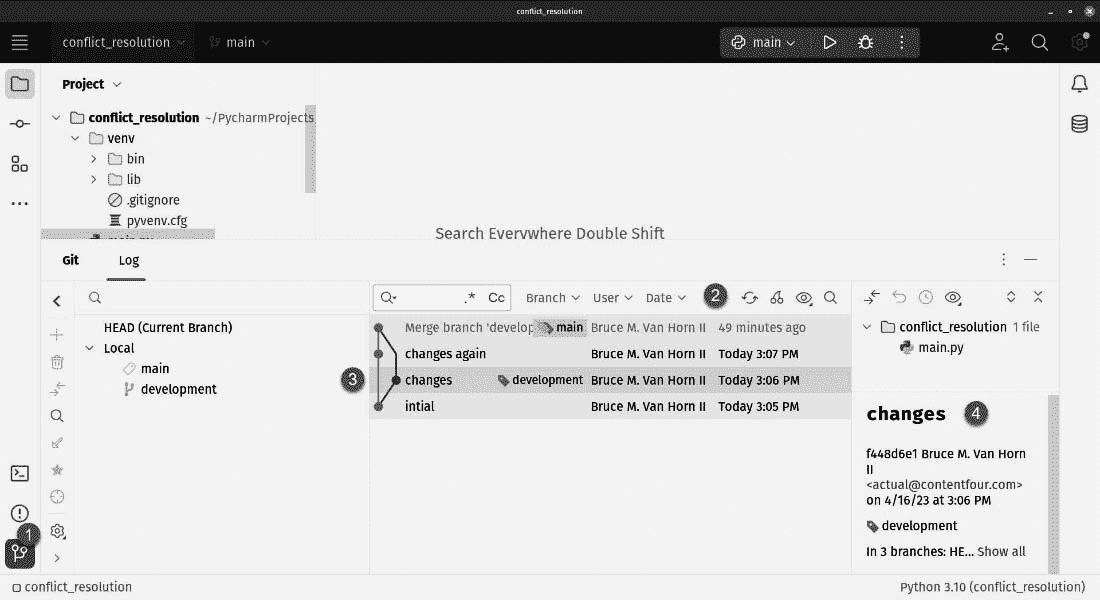 conflict_resolution
conflict_resolution main main
Project
conflict_resolution ~/PycharmProjects
venv
bin
lib
.gitignore
pyvenv.cfg
main.py
Search Everywhere Double Shift
Git Log
.* Cc Branch User Date 2
HEAD (Current Branch)
Local
main
development
Merge branch 'develop main Bruce M. Van Horn II 49 minutes ago
changes again Bruce M. Van Horn II Today 3:07 PM
3 changes development Bruce M. Van Horn II Today 3:06 PM
intial Bruce M. Van Horn II Today 3:05 PM
conflict_resolution 1 file
main.py
changes 4
f448d6e1 Bruce M. Van Horn
II
<actual@contentfour.com>
on 4/16/23 at 3:06 PM
development
In 3 branches: HE... Show all
1
conflict_resolution Python 3.10 (conflict_resolution)